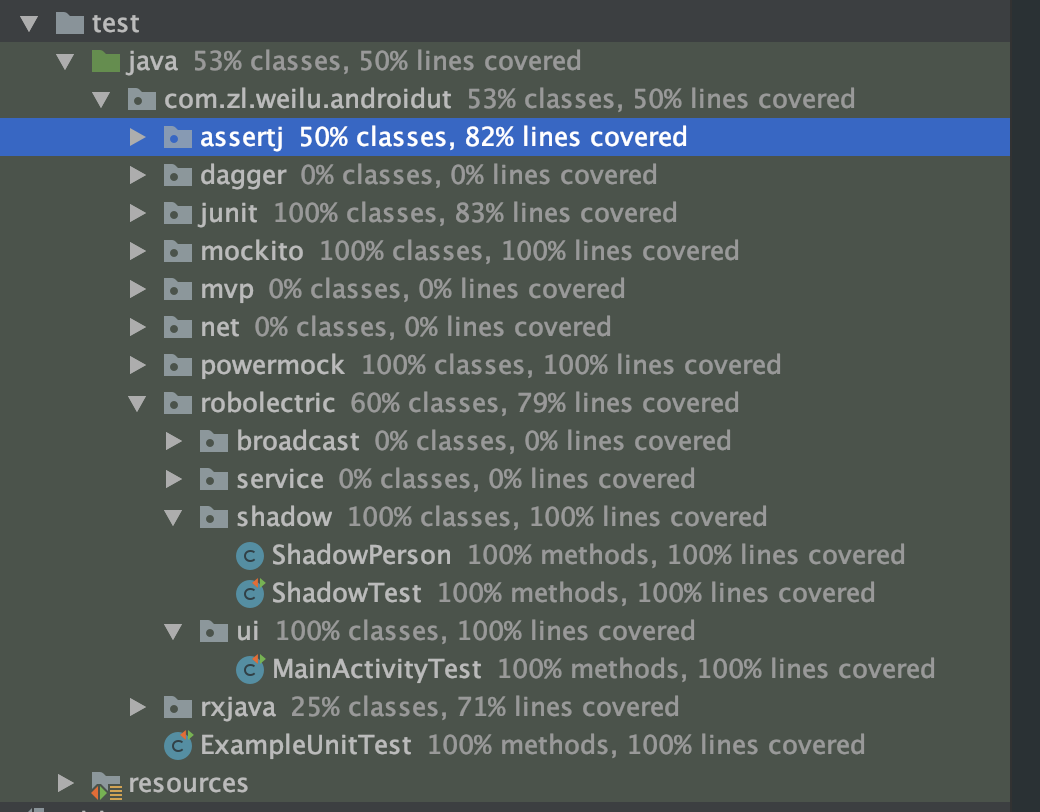 test
java 53% classes, 50% lines covered
com.zl.weilu.androidut 53% classes, 50% lines covered
assertj 50% classes, 82% lines covered
dagger 0% classes, 0% lines covered
junit 100% classes, 83% lines covered
mockito 100% classes, 100% lines covered
mvp 0% classes, 0% lines covered
net 0% classes, 0% lines covered
powermock 100% classes, 100% lines covered
robolectric 60% classes, 79% lines covered
broadcast 0% classes, 0% lines covered
service 0% classes, 0% lines covered
shadow 100% classes, 100% lines covered
ShadowPerson 100% methods, 100% lines covered
ShadowTest 100% methods, 100% lines covered
ui 100% classes, 100% lines covered
MainActivityTest 100% methods, 100% lines covered
rxjava 25% classes, 71% lines covered
ExampleUnitTest 100% methods, 100% lines covered
resources